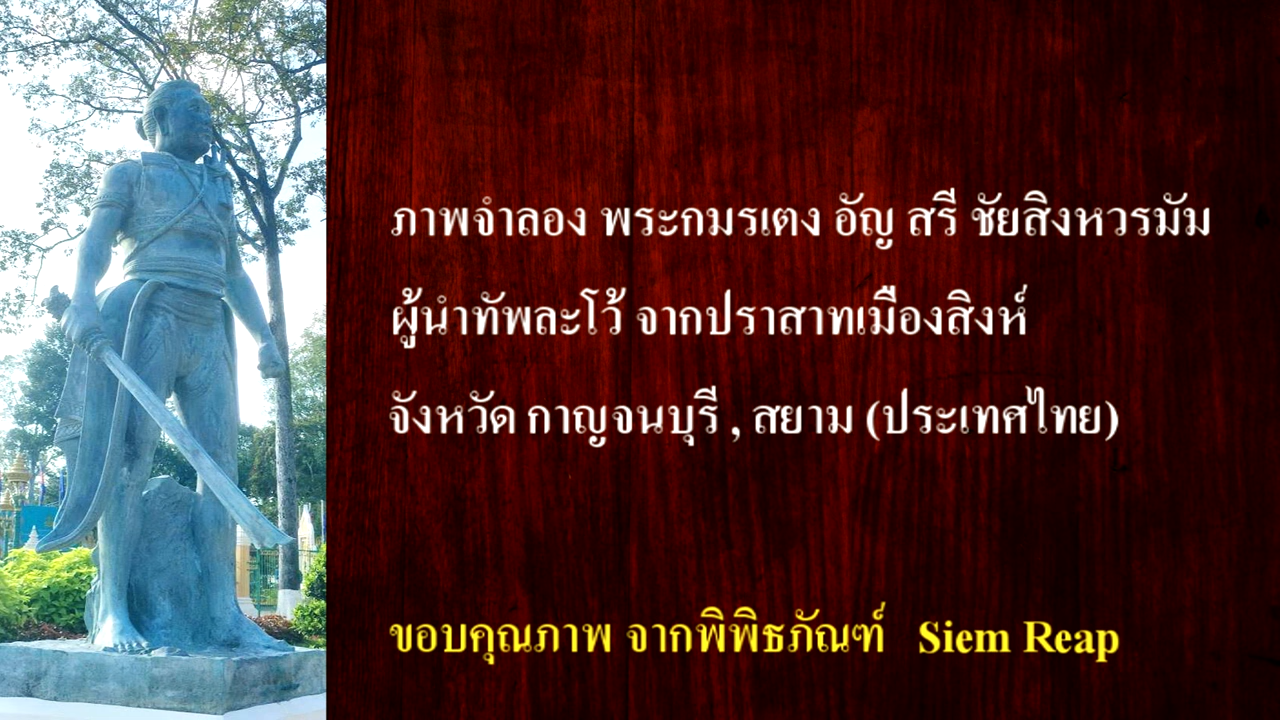 ภาพจำลอง พระกมรเตง อัญ สรี ชัยสิงหวรมัม
ผู้นำทัพละโว้ จากปราสาทเมืองสิงห์
จังหวัด กาญจนบุรี , สยาม (ประเทศไทย)
ขอบคุณภาพ จากพิพิธภัณฑ์ Siem Reap